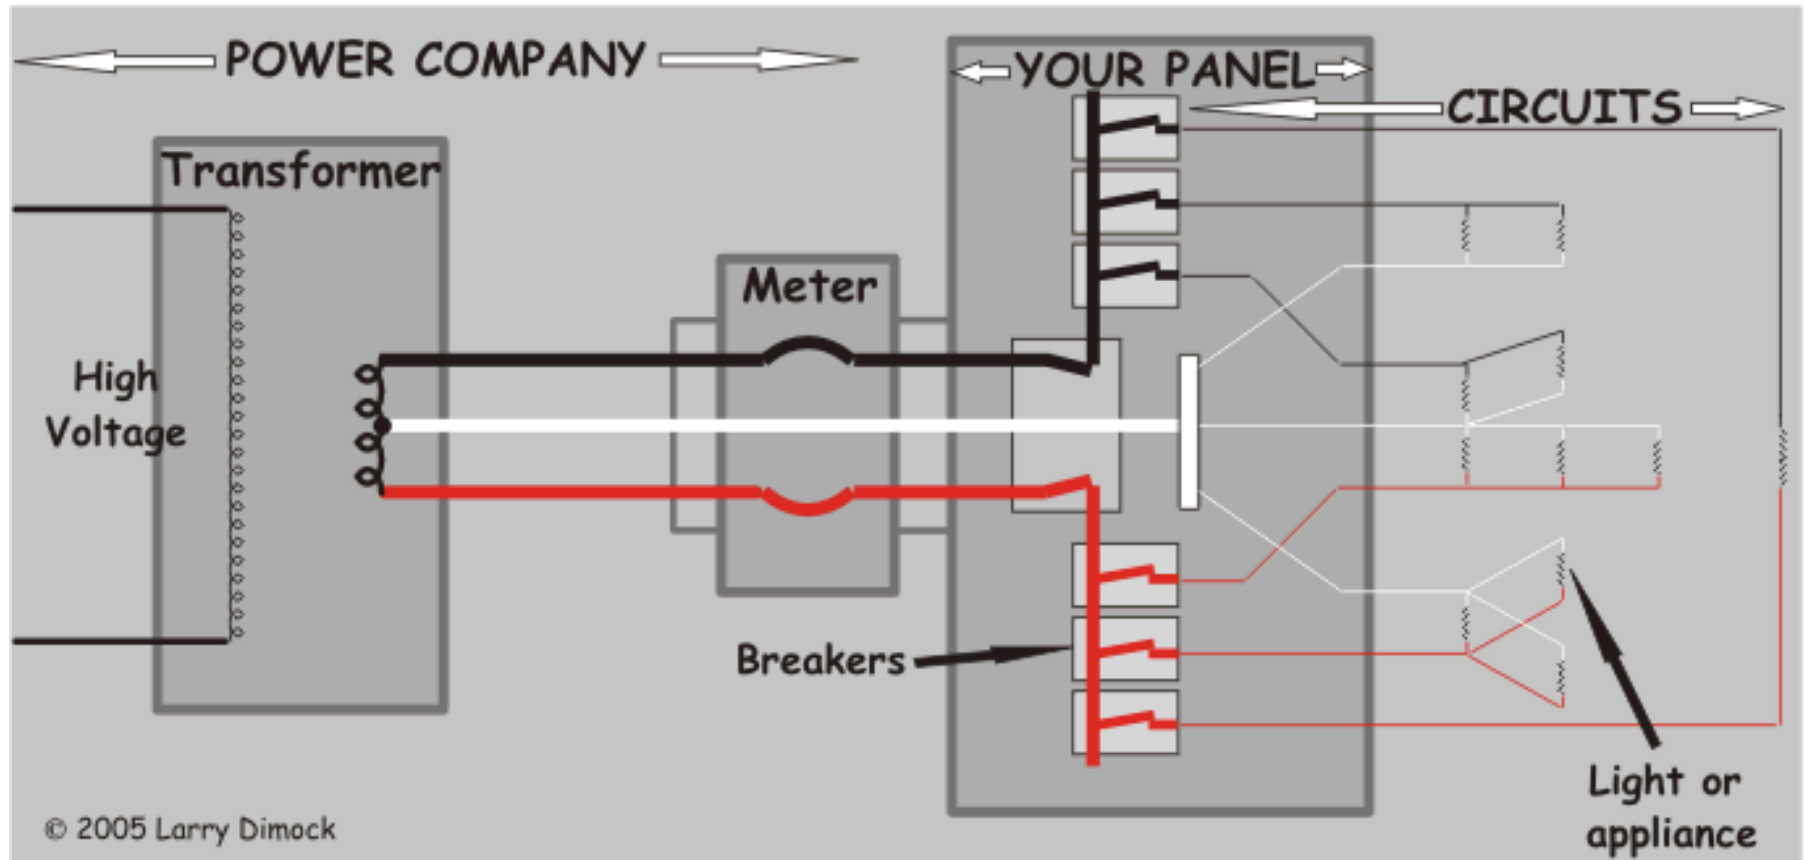 POWER COMPANY
YOUR PANEL
CIRCUITS
Transformer
Meter
High
Voltage
Breakers
Light or
appliance
© 2005 Larry Dimock